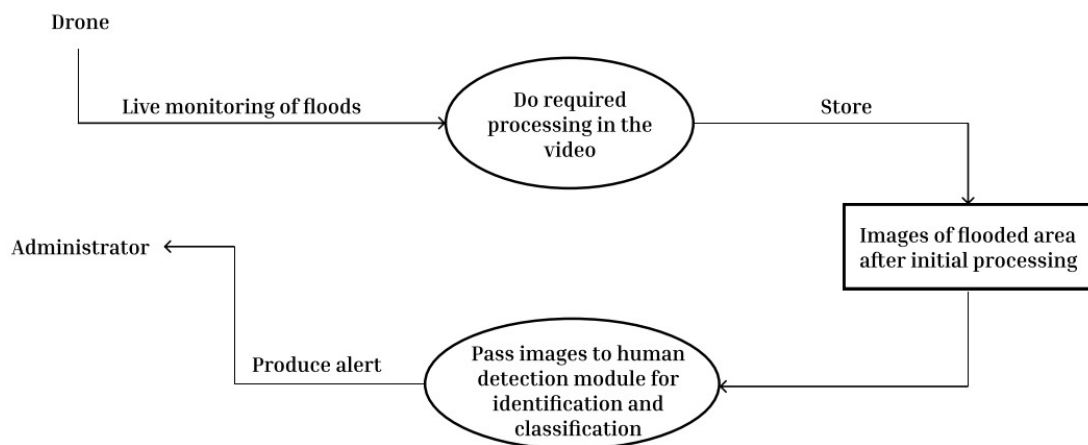 Drone
Live monitoring of floods
Do required
processing in the
video
Store
Images of flooded area
after initial processing
Pass images to human
detection module for
identification and
classification
Produce alert
Administrator